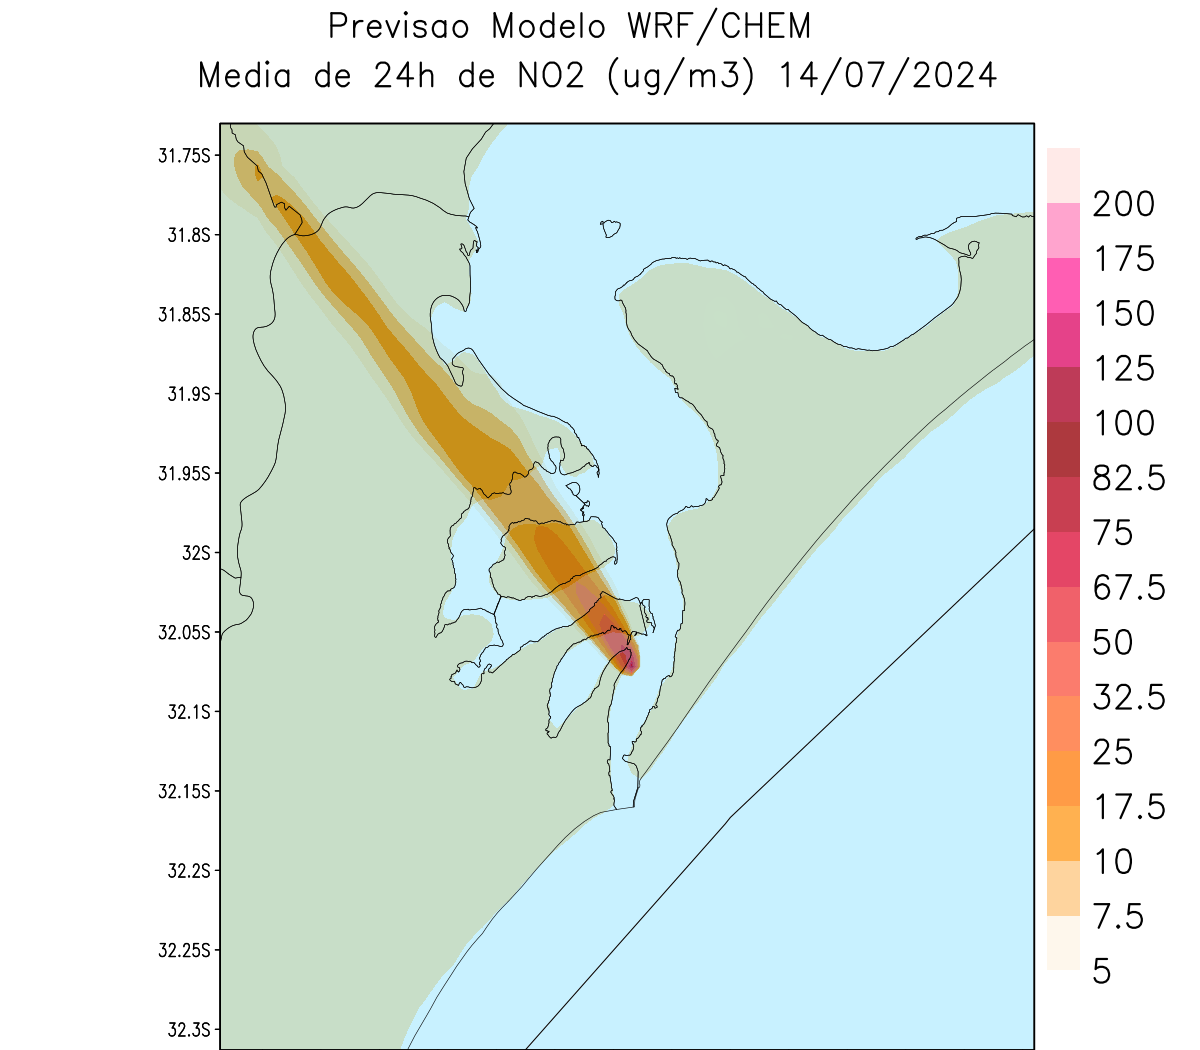 Previsao Modelo WRF/CHEM
Media de 24h de NO2 (ug/m3) 14/07/2024
31.75S
31.8S
31.85S
31.9S
31.95S
32S
32.05S
32.1S
32.15S
32.2S
32.25S
32.3S
200
175
150
125
100
82.5
75
67.5
50
32.5
25
17.5
10
7.5
5